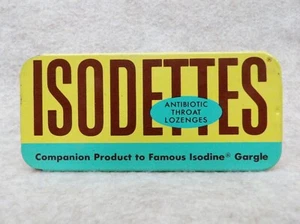 ISODETTES
ANTIBIOTIC
THROAT
LOZENGES
Companion Product to Famous Isodine® Gargle